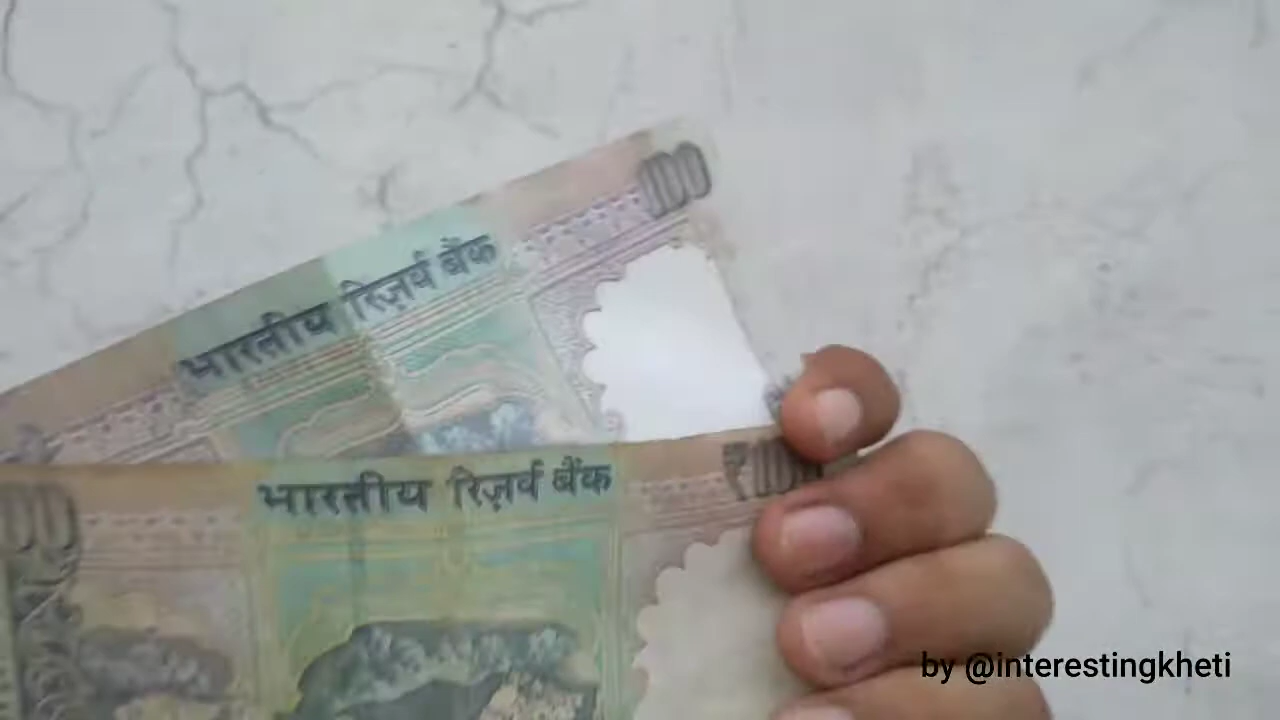 100
भारतीय रिज़र्व बैंक
भारतीय रिज़र्व बैंक
₹100
by @interestingkheti